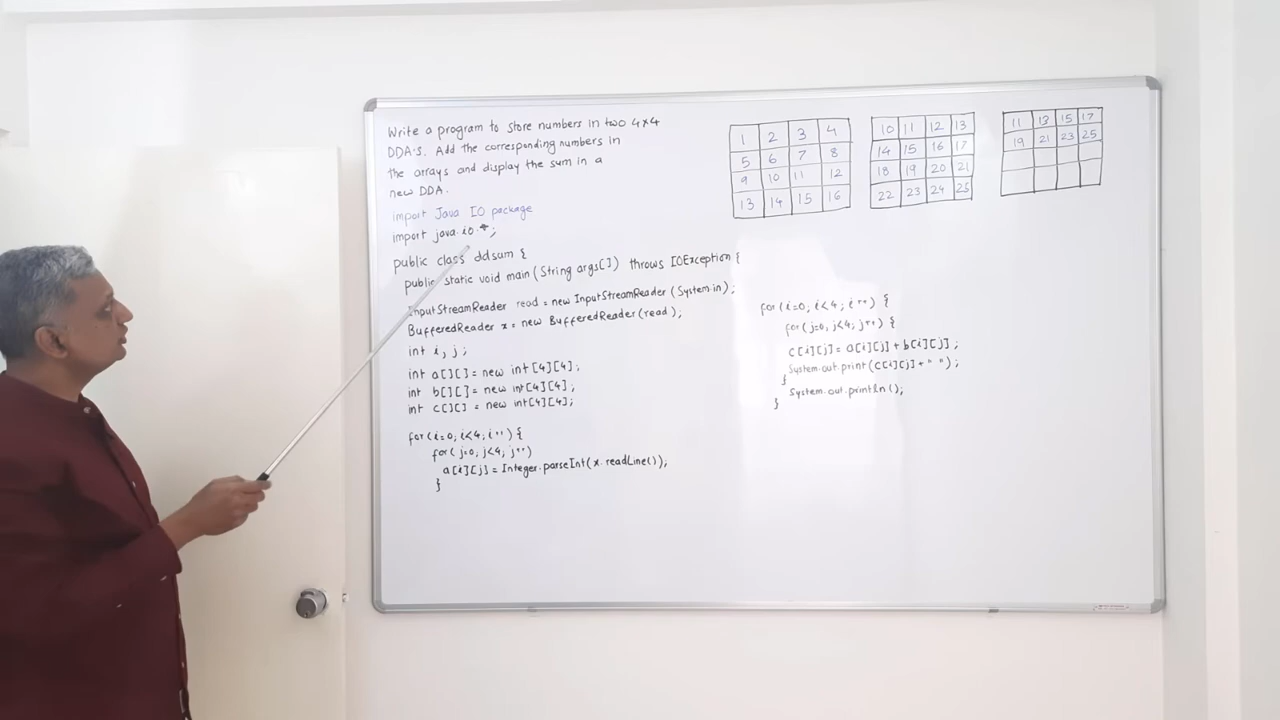 Write a program to store numbers in two 4x4
DDA'S. Add the corresponding numbers in
the arrays and display the sum in a
new DDA.
import Java IO package
import java.io.*;
public class ddsum {
public static void main(String args[]) throws IOException {
InputStreamReader read = new InputStreamReader(System.in);
BufferedReader x = new BufferedReader(read);
int i, j;
int a[][] = new int[4][4];
int b[][] = new int[4][4];
int c[][] = new int[4][4];
for(i=0; i<4; i++) {
for(j=0; j<4; j++)
a[i][j] = Integer.parseInt(x.readLine());
}
1 2 3 4
5 6 7 8
9 10 11 12
13 14 15 16
10 11 12 13
14 15 16 17
18 19 20 21
22 23 24 25
11 13 15 17
19 21 23 25
for(i=0; i<4; i++) {
for(j=0; j<4; j++) {
c[i][j] = a[i][j] + b[i][j];
System.out.print(c[i][j] + " ");
}
System.out.println();
}